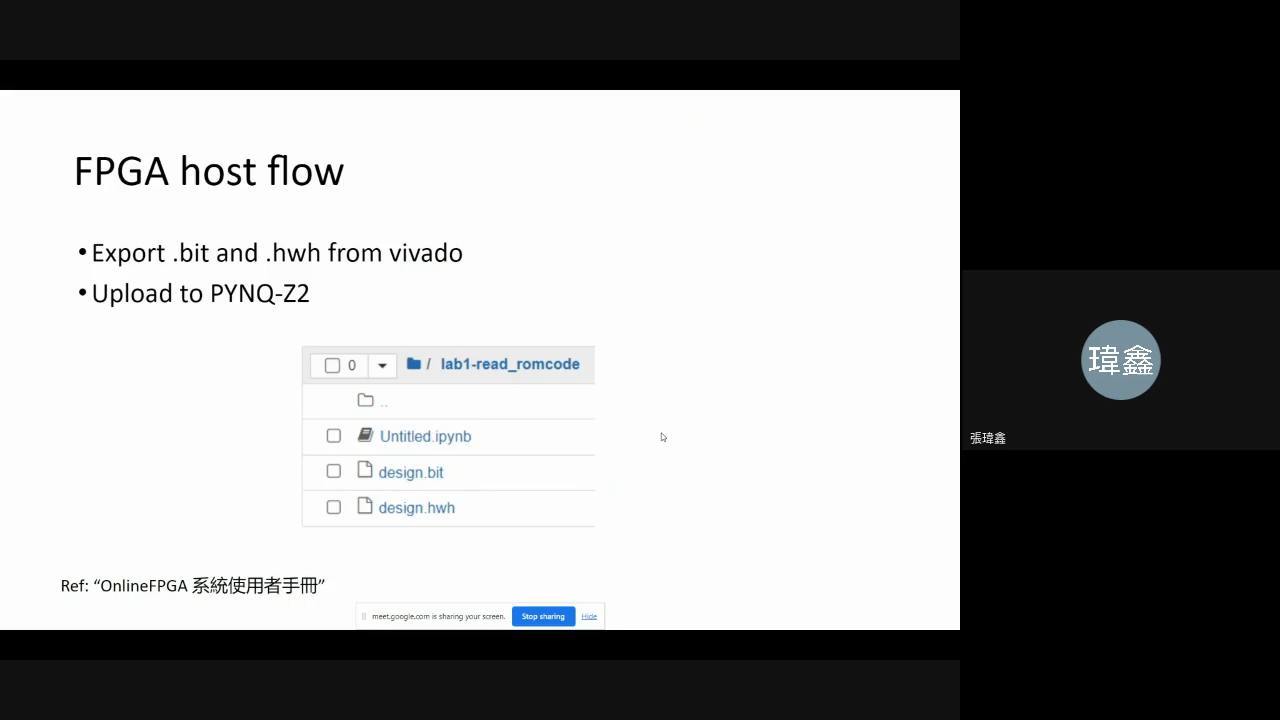 FPGA host flow
•Export .bit and .hwh from vivado
•Upload to PYNQ-Z2
0 / lab1-read_romcode
..
Untitled.ipynb
design.bit
design.hwh
Ref: “OnlineFPGA 系統使用者手冊”
meet.google.com is sharing your screen. Stop sharing Hide
瑋鑫
張瑋鑫